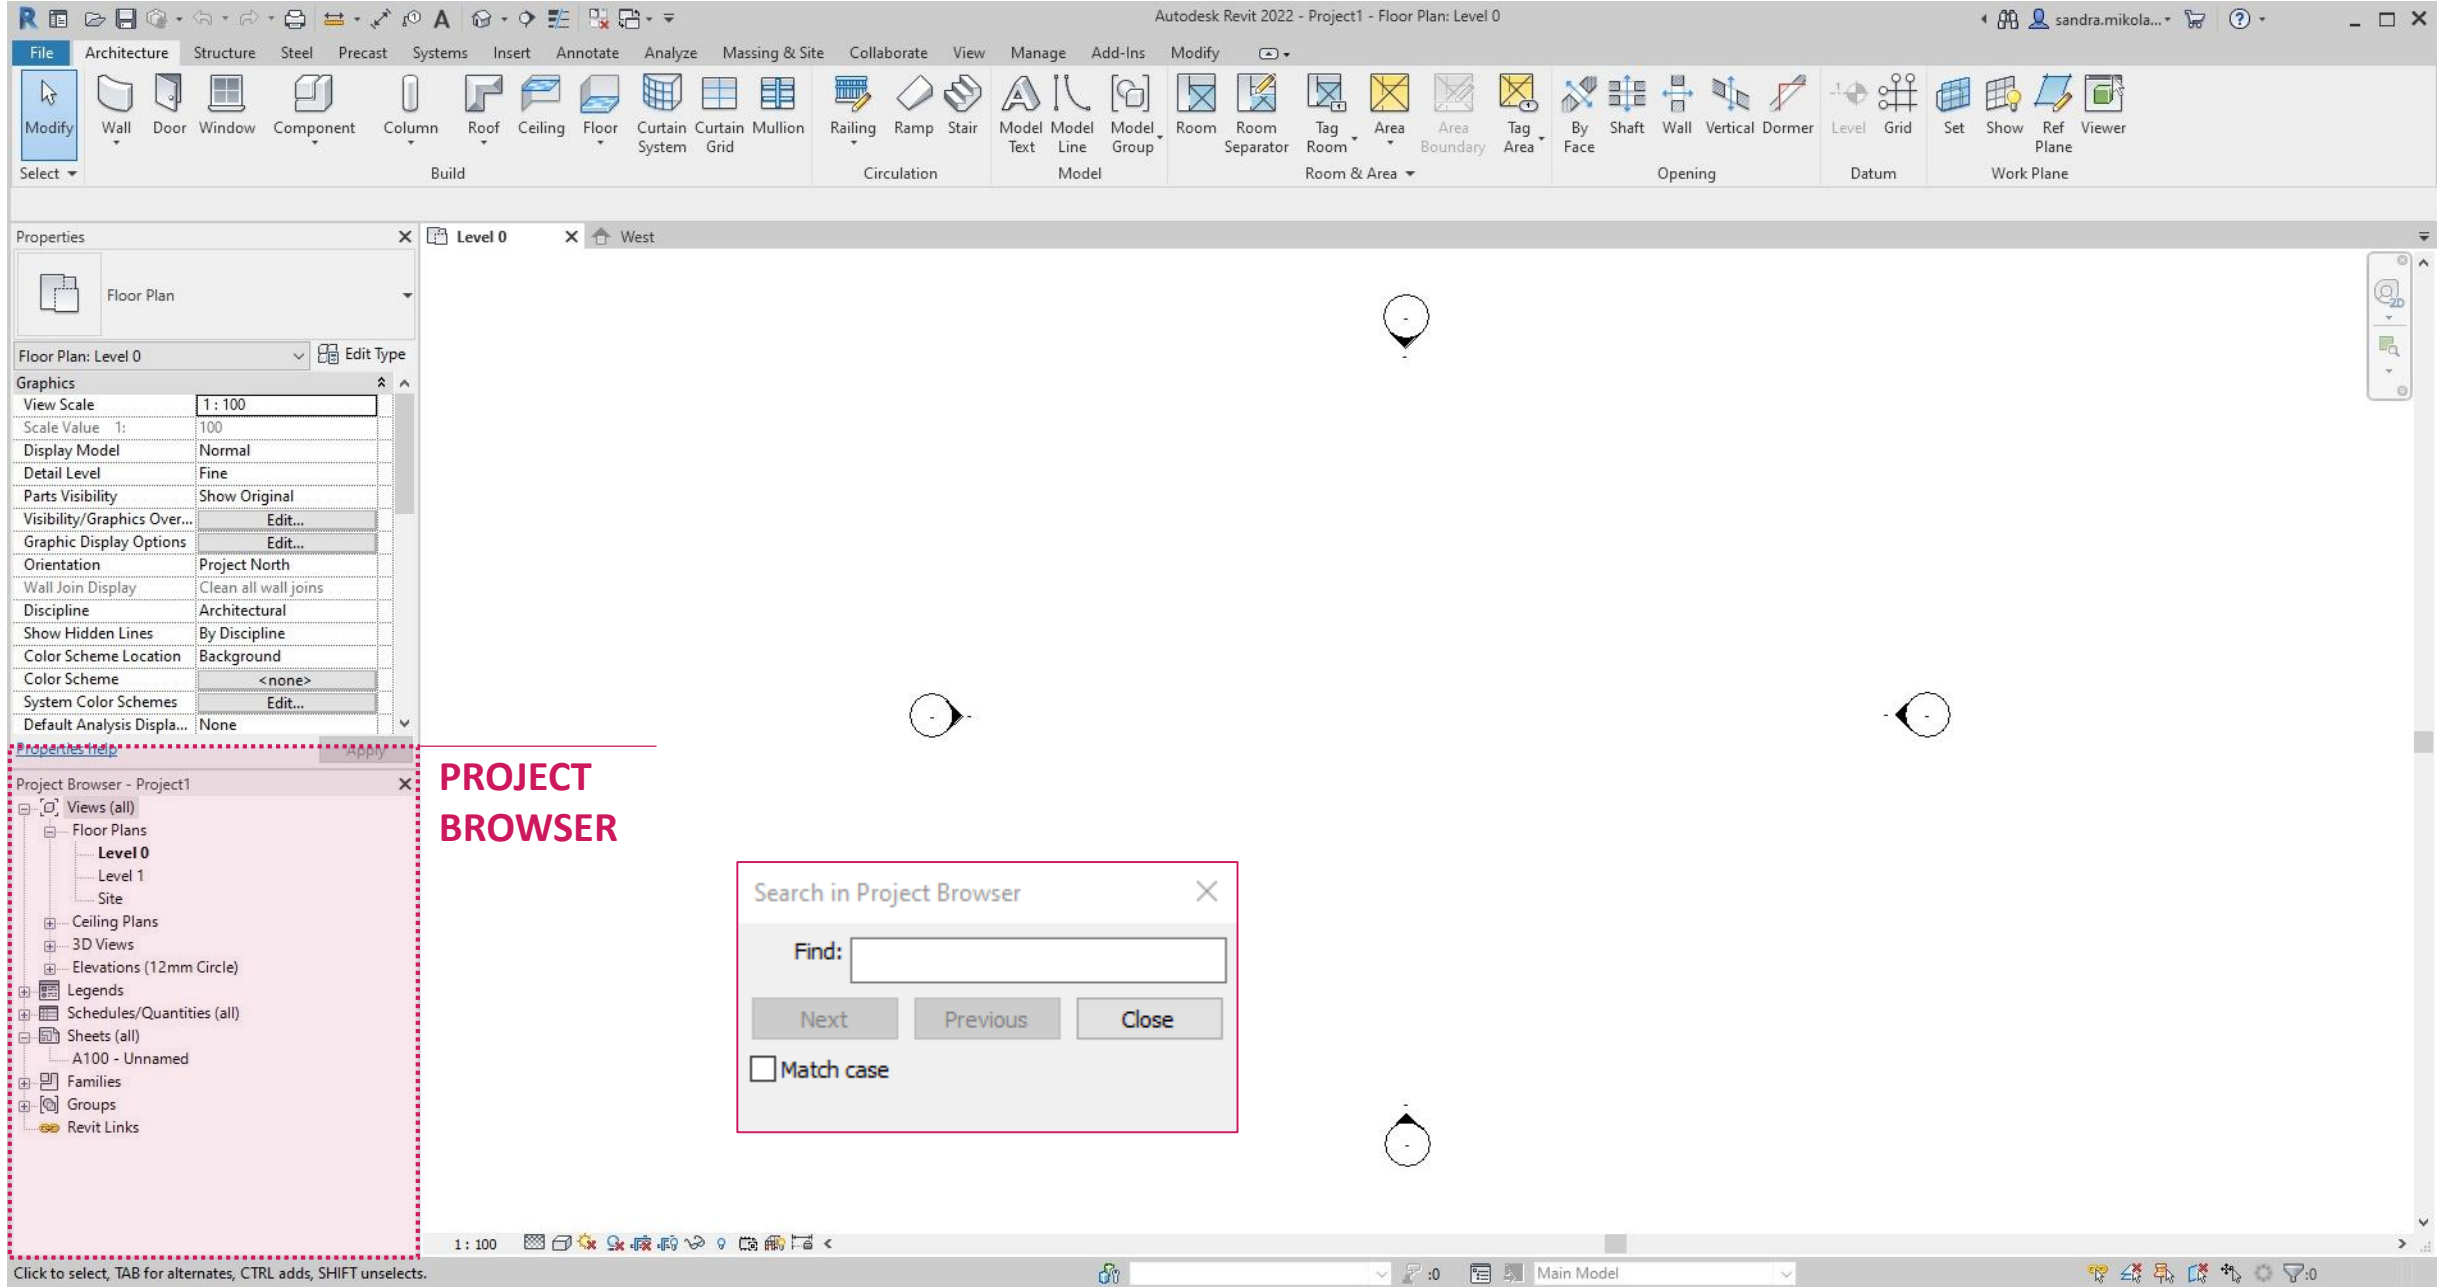 Autodesk Revit 2022 - Project1 - Floor Plan: Level 0
sandra.mikola...
File Architecture Structure Steel Precast Systems Insert Annotate Analyze Massing & Site Collaborate View Manage Add-Ins Modify
Modify Wall Door Window Component Column Roof Ceiling Floor Curtain System Curtain Grid Mullion Railing Ramp Stair Model Text Model Line Model Group Room Room Separator Tag Room Area Area Boundary Tag Area By Face Shaft Wall Vertical Dormer Level Grid Set Show Ref Plane Viewer
Select Build Circulation Model Room & Area Opening Datum Work Plane
Properties
Level 0 West
Floor Plan
Floor Plan: Level 0 Edit Type
Graphics
View Scale 1 : 100
Scale Value 1: 100
Display Model Normal
Detail Level Fine
Parts Visibility Show Original
Visibility/Graphics Over... Edit...
Graphic Display Options Edit...
Orientation Project North
Wall Join Display Clean all wall joins
Discipline Architectural
Show Hidden Lines By Discipline
Color Scheme Location Background
Color Scheme <none>
System Color Schemes Edit...
Default Analysis Displa... None
Properties help Apply
Project Browser - Project1
Views (all)
Floor Plans
Level 0
Level 1
Site
Ceiling Plans
3D Views
Elevations (12mm Circle)
Legends
Schedules/Quantities (all)
Sheets (all)
A100 - Unnamed
Families
Groups
Revit Links
PROJECT
BROWSER
Search in Project Browser
Find:
Next Previous Close
Match case
2D
1 : 100
Click to select, TAB for alternates, CTRL adds, SHIFT unselects.
:0 Main Model :0